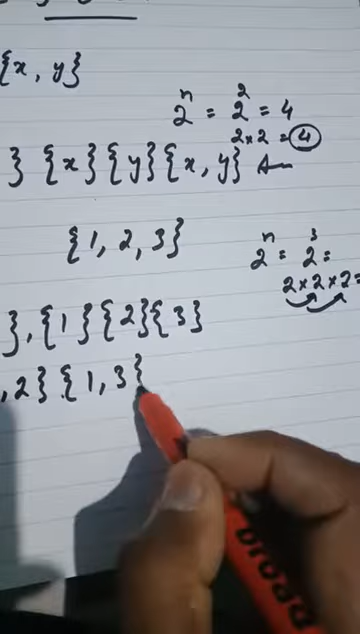 {x, y}
2ⁿ = 2² = 4
2×2 = 4
} {x} {y} {x, y} Ans
{1, 2, 3}
2ⁿ = 2³ =
2×2×2=
}, {1} {2} {3}
, 2} {1, 3}